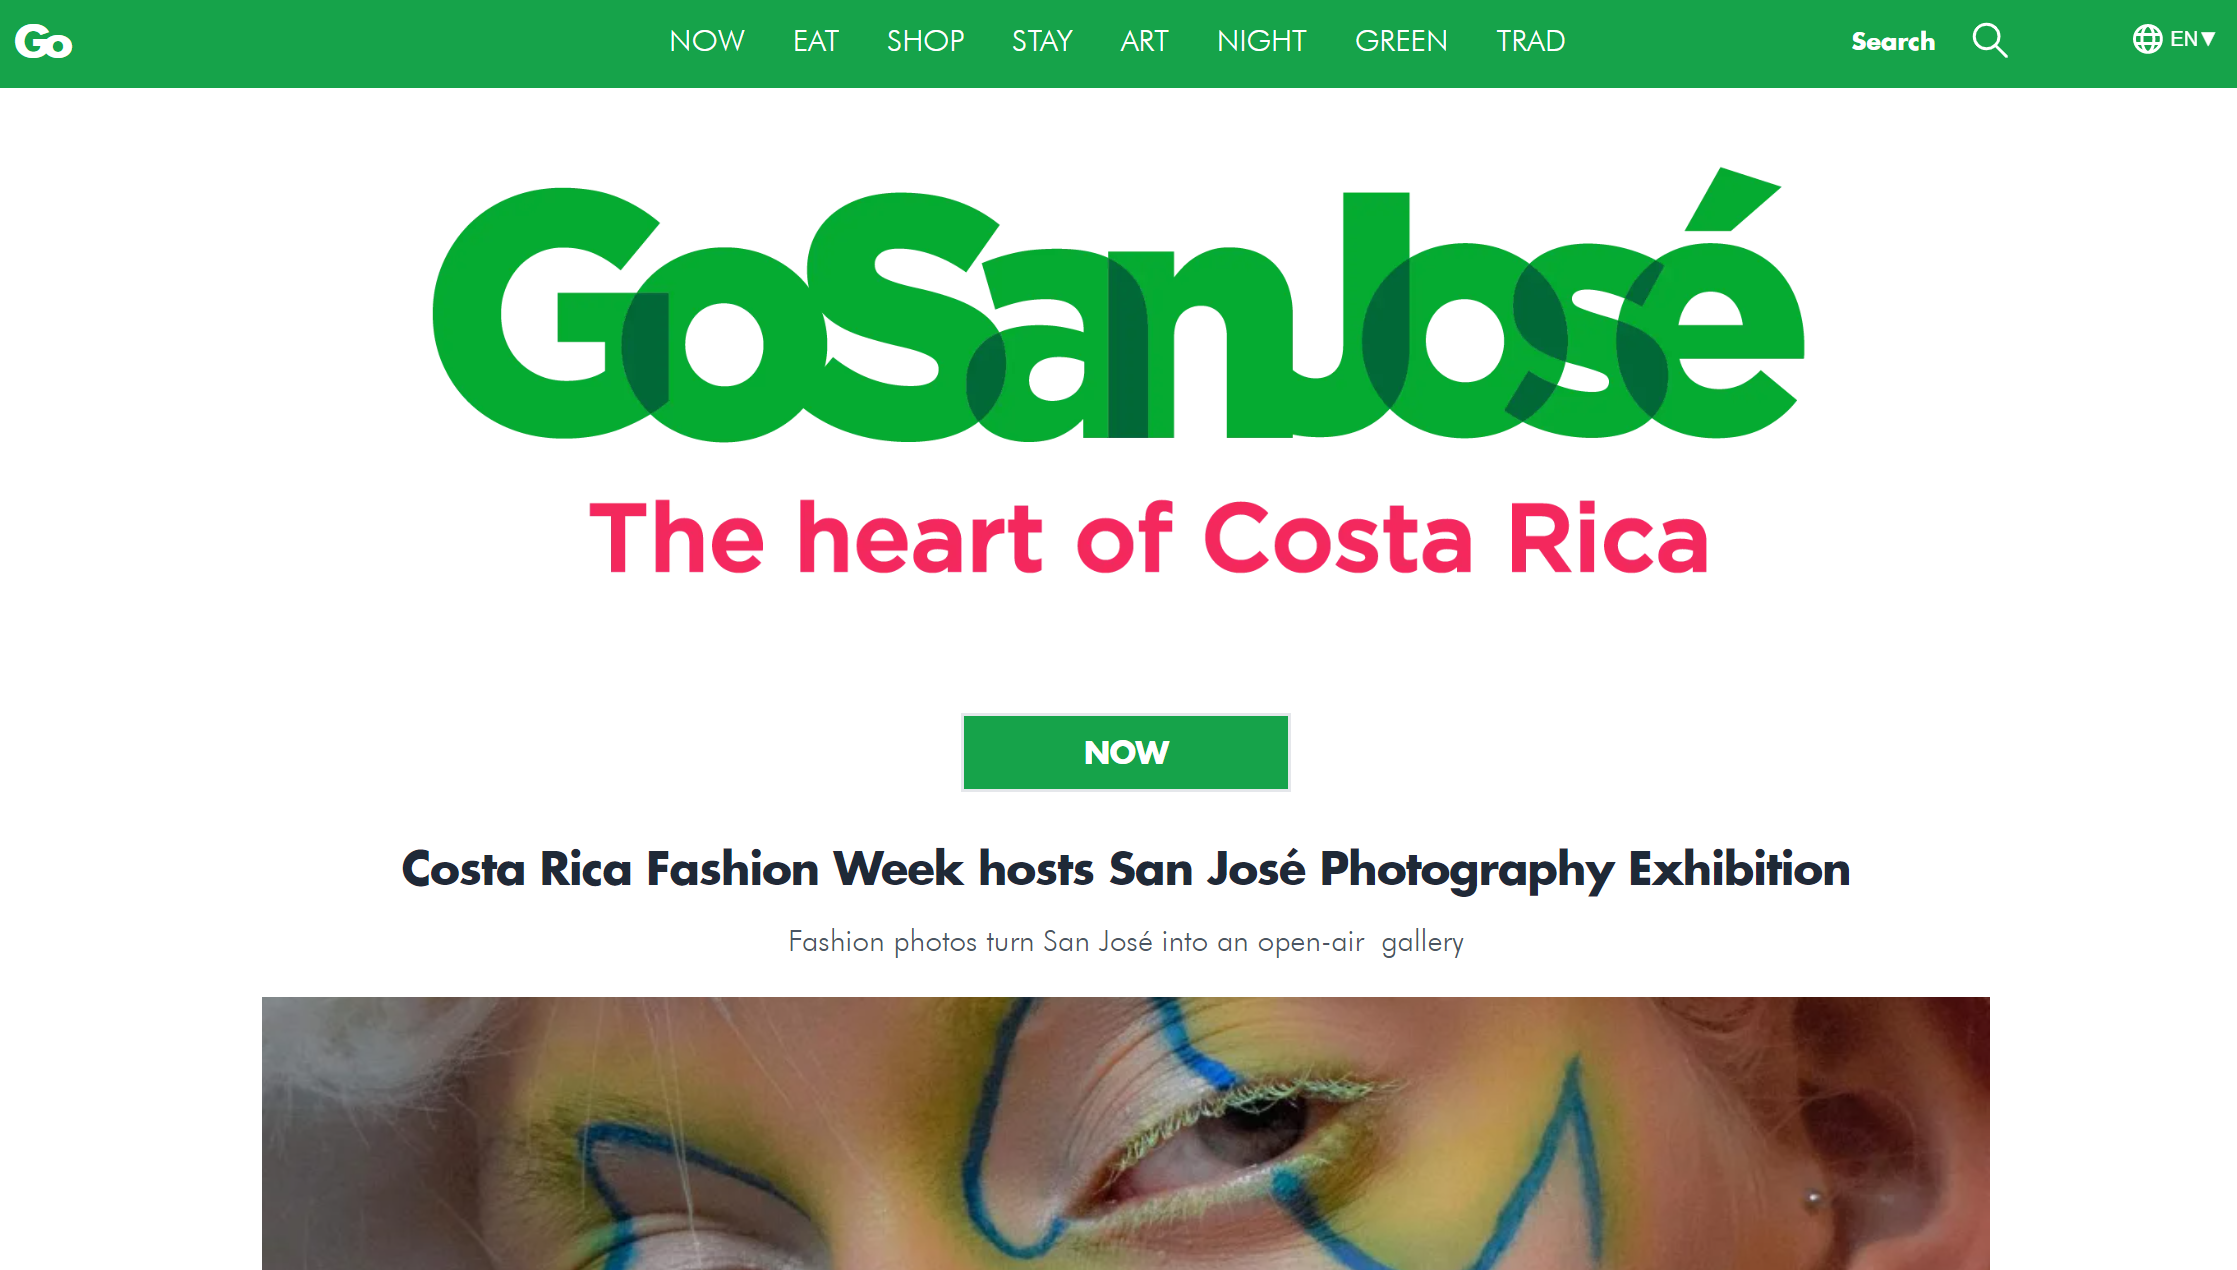 Go NOW EAT SHOP STAY ART NIGHT GREEN TRAD Search EN▼
GoSanJosé
The heart of Costa Rica
NOW
Costa Rica Fashion Week hosts San José Photography Exhibition
Fashion photos turn San José into an open-air gallery